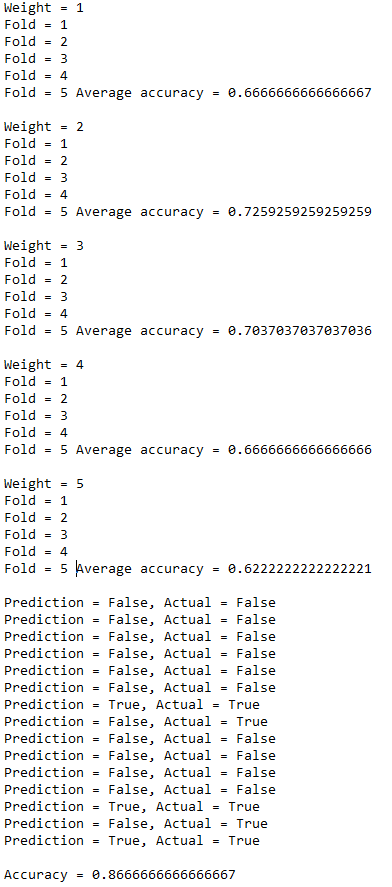 Weight = 1
Fold = 1
Fold = 2
Fold = 3
Fold = 4
Fold = 5 Average accuracy = 0.6666666666666667
Weight = 2
Fold = 1
Fold = 2
Fold = 3
Fold = 4
Fold = 5 Average accuracy = 0.7259259259259259
Weight = 3
Fold = 1
Fold = 2
Fold = 3
Fold = 4
Fold = 5 Average accuracy = 0.7037037037037036
Weight = 4
Fold = 1
Fold = 2
Fold = 3
Fold = 4
Fold = 5 Average accuracy = 0.6666666666666666
Weight = 5
Fold = 1
Fold = 2
Fold = 3
Fold = 4
Fold = 5 Average accuracy = 0.6222222222222221
Prediction = False, Actual = False
Prediction = False, Actual = False
Prediction = False, Actual = False
Prediction = False, Actual = False
Prediction = False, Actual = False
Prediction = False, Actual = False
Prediction = True, Actual = True
Prediction = False, Actual = True
Prediction = False, Actual = False
Prediction = False, Actual = False
Prediction = False, Actual = False
Prediction = False, Actual = False
Prediction = True, Actual = True
Prediction = False, Actual = True
Prediction = True, Actual = True
Accuracy = 0.8666666666666667